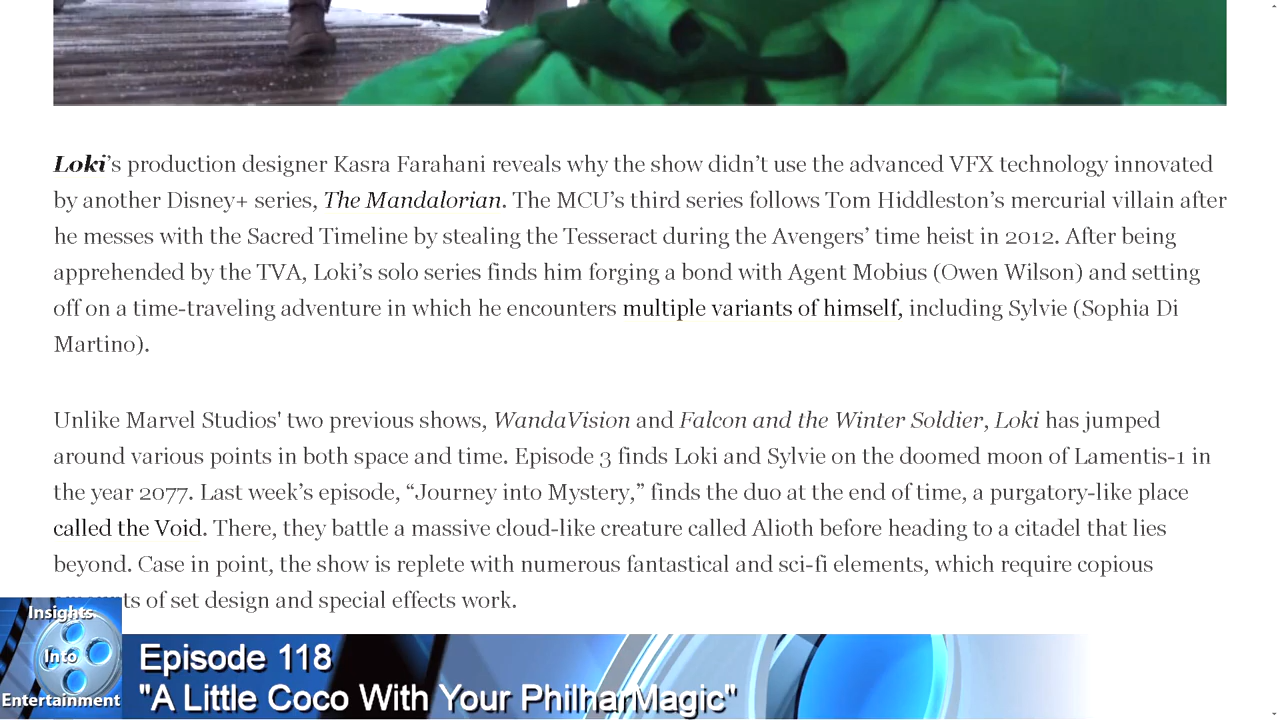 Loki’s production designer Kasra Farahani reveals why the show didn’t use the advanced VFX technology innovated
by another Disney+ series, The Mandalorian. The MCU’s third series follows Tom Hiddleston’s mercurial villain after
he messes with the Sacred Timeline by stealing the Tesseract during the Avengers’ time heist in 2012. After being
apprehended by the TVA, Loki’s solo series finds him forging a bond with Agent Mobius (Owen Wilson) and setting
off on a time-traveling adventure in which he encounters multiple variants of himself, including Sylvie (Sophia Di
Martino).
Unlike Marvel Studios' two previous shows, WandaVision and Falcon and the Winter Soldier, Loki has jumped
around various points in both space and time. Episode 3 finds Loki and Sylvie on the doomed moon of Lamentis-1 in
the year 2077. Last week’s episode, “Journey into Mystery,” finds the duo at the end of time, a purgatory-like place
called the Void. There, they battle a massive cloud-like creature called Alioth before heading to a citadel that lies
beyond. Case in point, the show is replete with numerous fantastical and sci-fi elements, which require copious
of set design and special effects work.
Insights
Into
Entertainment
Episode 118
"A Little Coco With Your PhilharMagic"